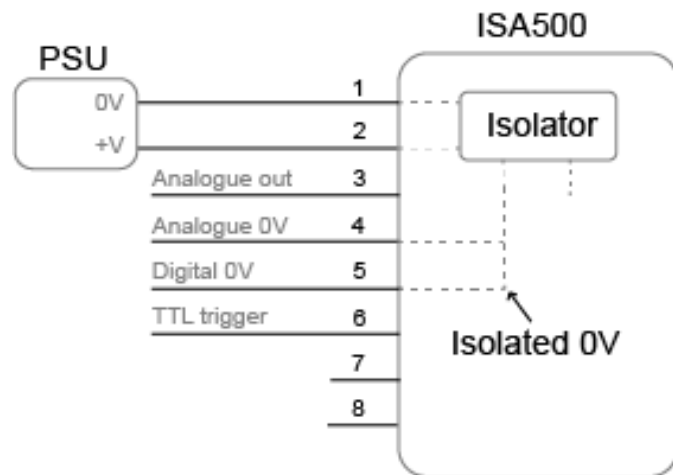 ISA500
PSU
0V
1
+V
2
Isolator
Analogue out
3
Analogue 0V
4
Digital 0V
5
TTL trigger
6
Isolated 0V
7
8